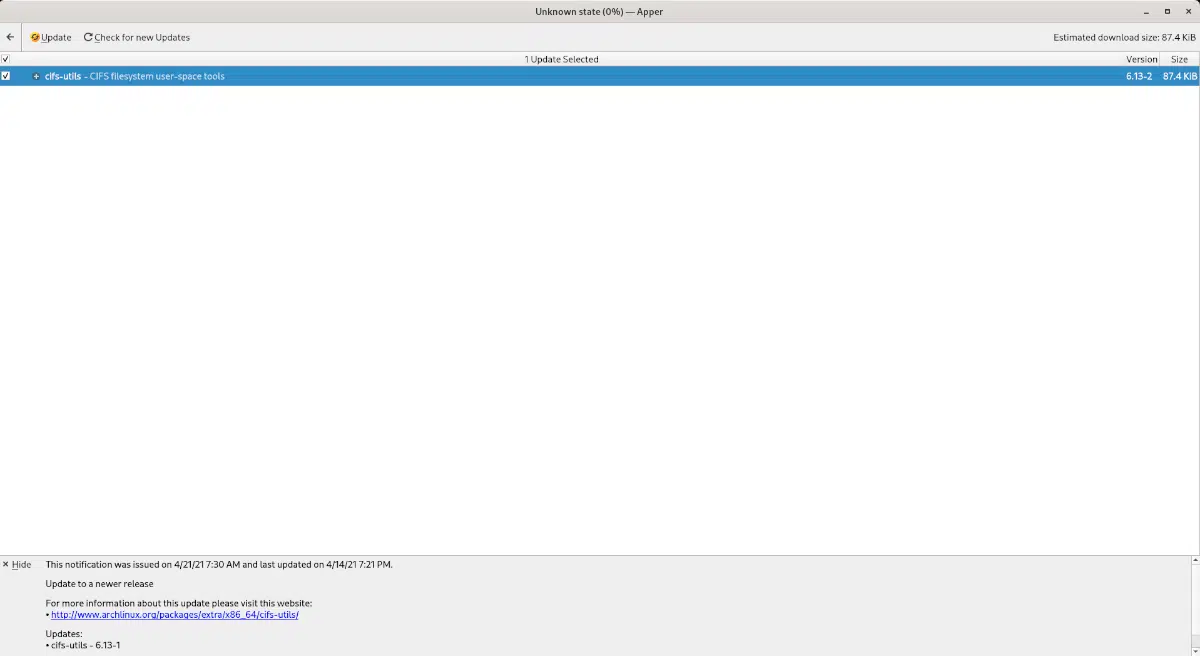 Unknown state (0%) — Apper
Update Check for new Updates Estimated download size: 87.4 KiB
1 Update Selected Version Size
cifs-utils - CIFS filesystem user-space tools 6.13-2 87.4 KiB
Hide This notification was issued on 4/21/21 7:30 AM and last updated on 4/14/21 7:21 PM.
Update to a newer release
For more information about this update please visit this website:
• http://www.archlinux.org/packages/extra/x86_64/cifs-utils/
Updates:
• cifs-utils - 6.13-1